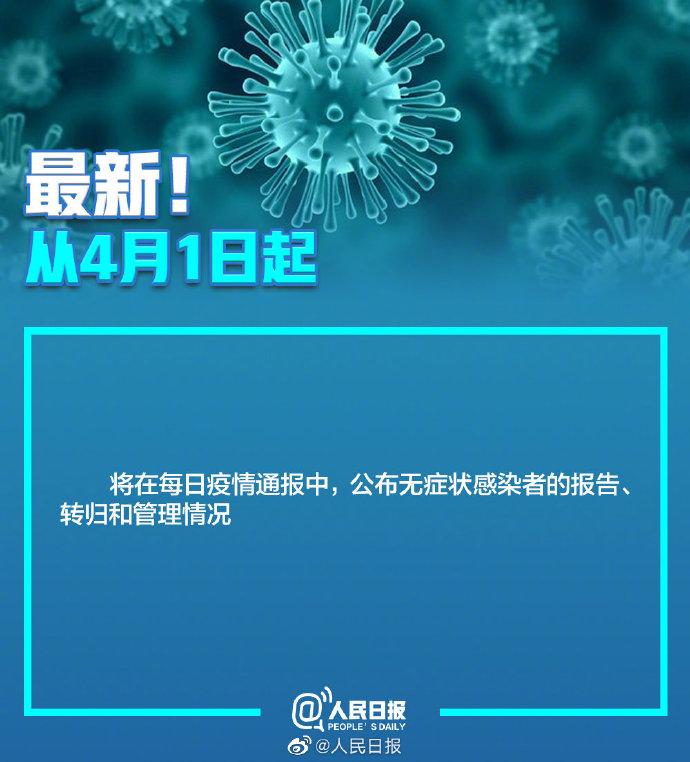 最新！
从4月1日起
将在每日疫情通报中，公布无症状感染者的报告、
转归和管理情况
@人民日报
PEOPLE'S DAILY
@人民日报